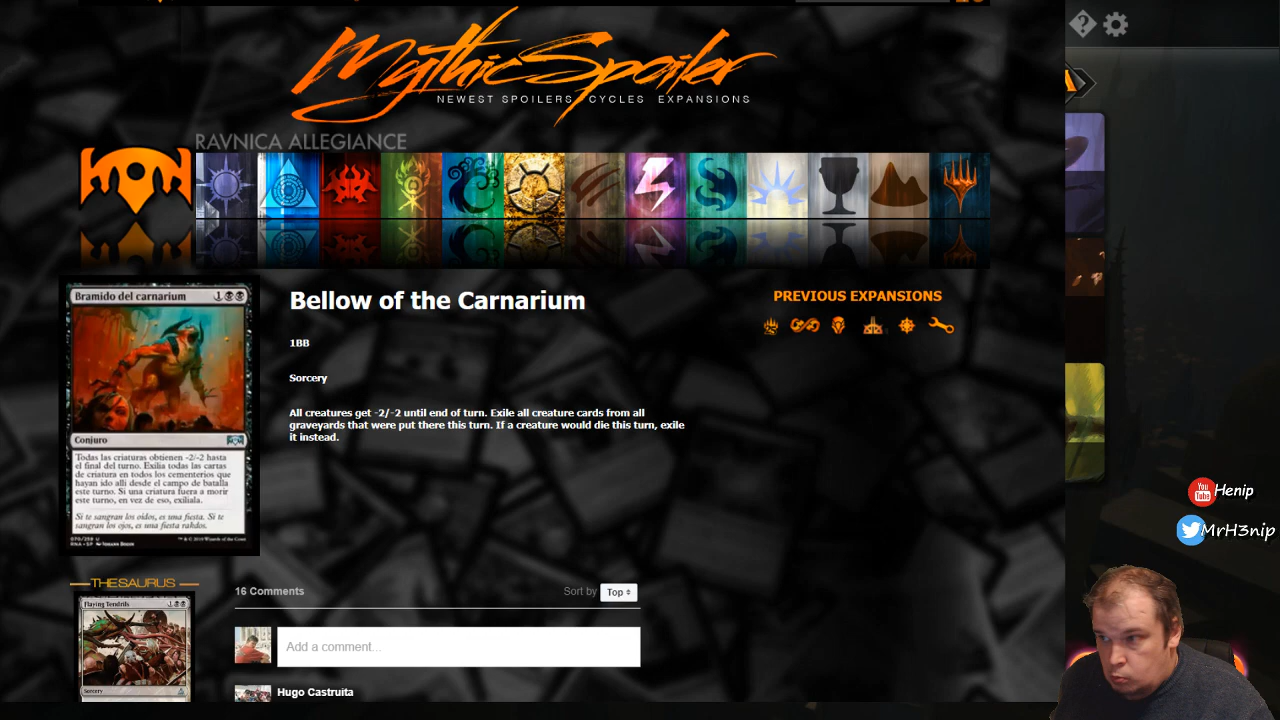 MythicSpoiler
NEWEST SPOILERS CYCLES EXPANSIONS
RAVNICA ALLEGIANCE
Bramido del carnarium 1
Conjuro
Todas las criaturas obtienen -2/-2 hasta
el final del turno. Exilia todas las cartas
de criatura en todos los cementerios que
hayan ido allí desde el campo de batalla
este turno. Si una criatura fuera a morir
este turno, en vez de eso, exíliala.
Si te sangran los oídos, es una fiesta. Si te
sangran los ojos, es una fiesta rakdos.
Bellow of the Carnarium
1BB
Sorcery
All creatures get -2/-2 until end of turn. Exile all creature cards from all
graveyards that were put there this turn. If a creature would die this turn, exile
it instead.
PREVIOUS EXPANSIONS
THESAURUS
Flaying Tendrils 1
Sorcery
16 Comments
Sort by Top
Add a comment...
Hugo Castruita
You
Tube
Henip
MrH3nip